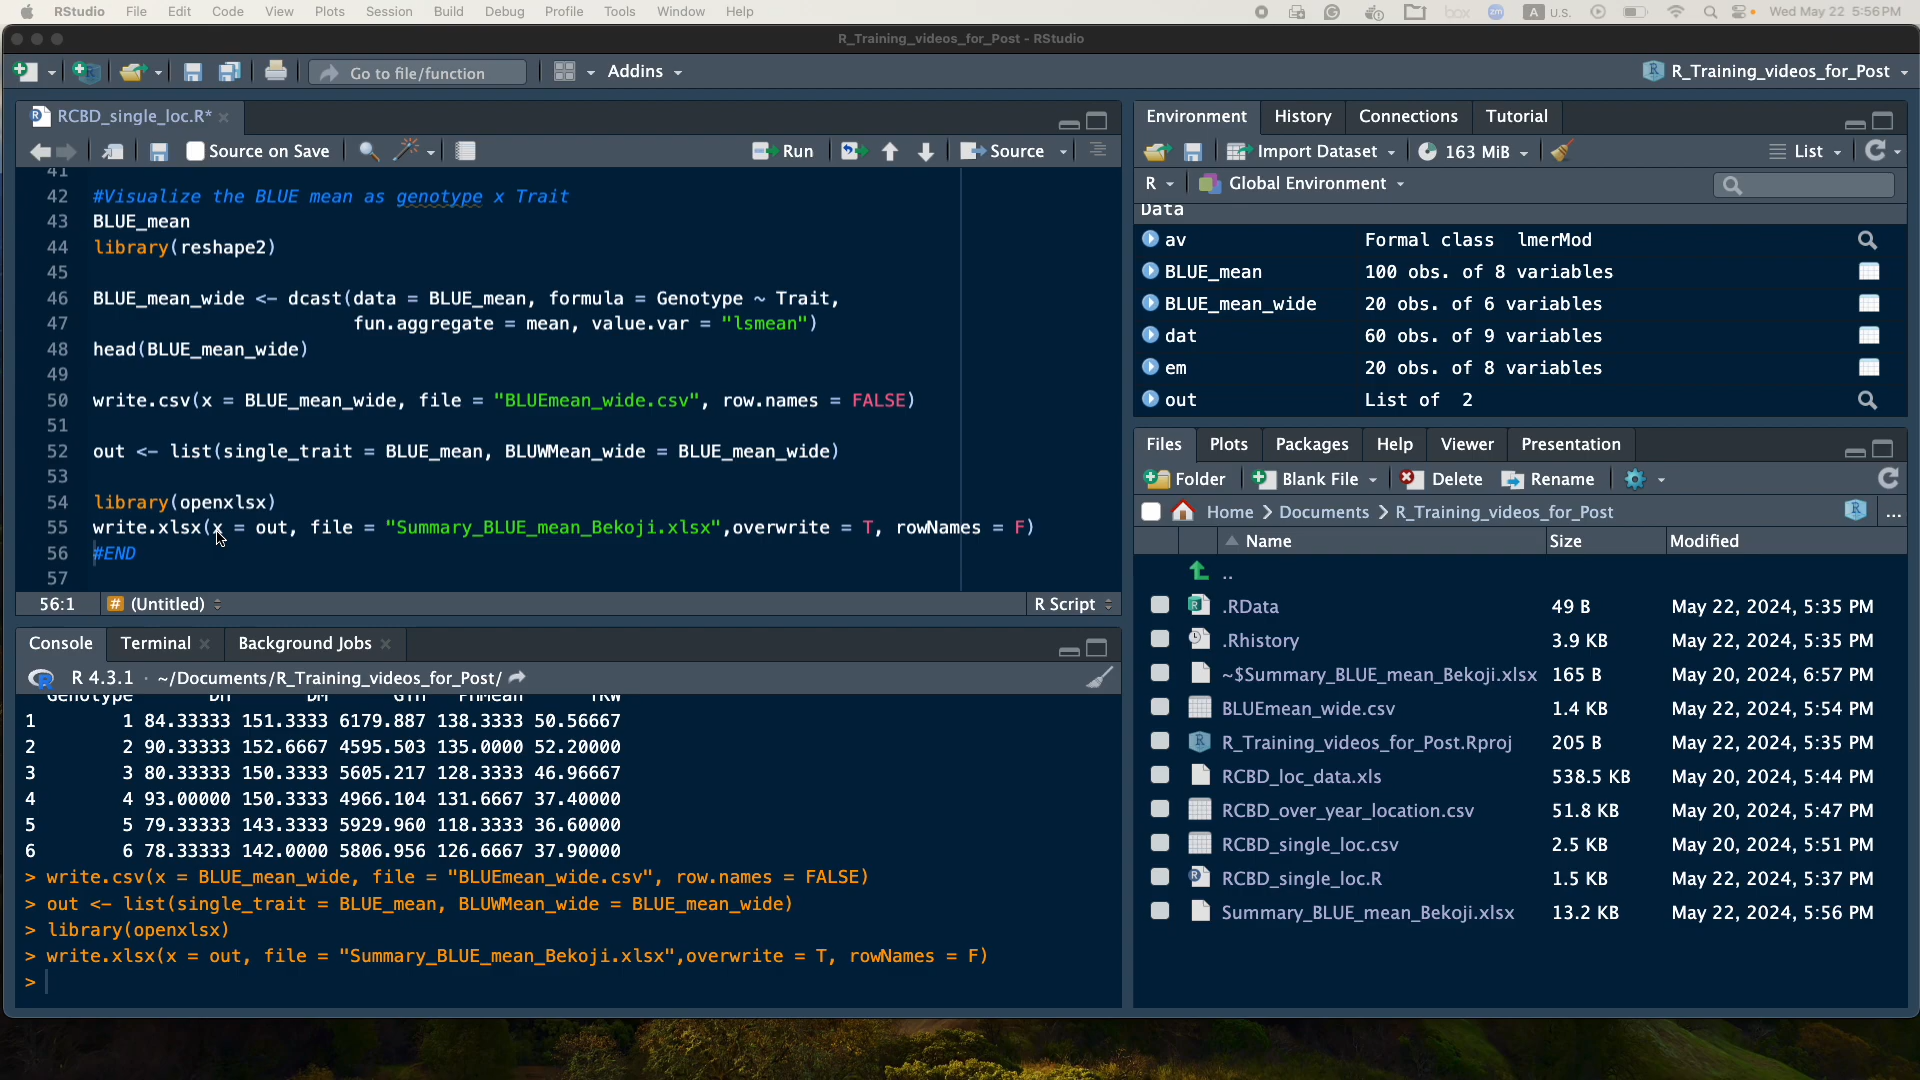 RStudio File Edit Code View Plots Session Build Debug Profile Tools Window Help box zm A U.S. Wed May 22 5:56PM
R_Training_videos_for_Post - RStudio
Go to file/function Addins R_Training_videos_for_Post
RCBD_single_loc.R*
Source on Save Run Source
41
42 #Visualize the BLUE mean as genotype x Trait
43 BLUE_mean
44 library(reshape2)
45
46 BLUE_mean_wide <- dcast(data = BLUE_mean, formula = Genotype ~ Trait,
47 fun.aggregate = mean, value.var = "lsmean")
48 head(BLUE_mean_wide)
49
50 write.csv(x = BLUE_mean_wide, file = "BLUEmean_wide.csv", row.names = FALSE)
51
52 out <- list(single_trait = BLUE_mean, BLUWMean_wide = BLUE_mean_wide)
53
54 library(openxlsx)
55 write.xlsx(x = out, file = "Summary_BLUE_mean_Bekoji.xlsx",overwrite = T, rowNames = F)
56 #END
57
56:1 # (Untitled) R Script
Console Terminal Background Jobs
R 4.3.1 · ~/Documents/R_Training_videos_for_Post/
Genotype DH DM GYH PHMean TKW
1 1 84.33333 151.3333 6179.887 138.3333 50.56667
2 2 90.33333 152.6667 4595.503 135.0000 52.20000
3 3 80.33333 150.3333 5605.217 128.3333 46.96667
4 4 93.00000 150.3333 4966.104 131.6667 37.40000
5 5 79.33333 143.3333 5929.960 118.3333 36.60000
6 6 78.33333 142.0000 5806.956 126.6667 37.90000
> write.csv(x = BLUE_mean_wide, file = "BLUEmean_wide.csv", row.names = FALSE)
> out <- list(single_trait = BLUE_mean, BLUWMean_wide = BLUE_mean_wide)
> library(openxlsx)
> write.xlsx(x = out, file = "Summary_BLUE_mean_Bekoji.xlsx",overwrite = T, rowNames = F)
>
Environment History Connections Tutorial
Import Dataset 163 MiB List
R Global Environment
Data
av Formal class lmerMod
BLUE_mean 100 obs. of 8 variables
BLUE_mean_wide 20 obs. of 6 variables
dat 60 obs. of 9 variables
em 20 obs. of 8 variables
out List of 2
Files Plots Packages Help Viewer Presentation
Folder Blank File Delete Rename
Home > Documents > R_Training_videos_for_Post ...
Name Size Modified
..
.RData 49 B May 22, 2024, 5:35 PM
.Rhistory 3.9 KB May 22, 2024, 5:35 PM
~$Summary_BLUE_mean_Bekoji.xlsx 165 B May 20, 2024, 6:57 PM
BLUEmean_wide.csv 1.4 KB May 22, 2024, 5:54 PM
R_Training_videos_for_Post.Rproj 205 B May 22, 2024, 5:35 PM
RCBD_loc_data.xls 538.5 KB May 20, 2024, 5:44 PM
RCBD_over_year_location.csv 51.8 KB May 20, 2024, 5:47 PM
RCBD_single_loc.csv 2.5 KB May 20, 2024, 5:51 PM
RCBD_single_loc.R 1.5 KB May 22, 2024, 5:37 PM
Summary_BLUE_mean_Bekoji.xlsx 13.2 KB May 22, 2024, 5:56 PM